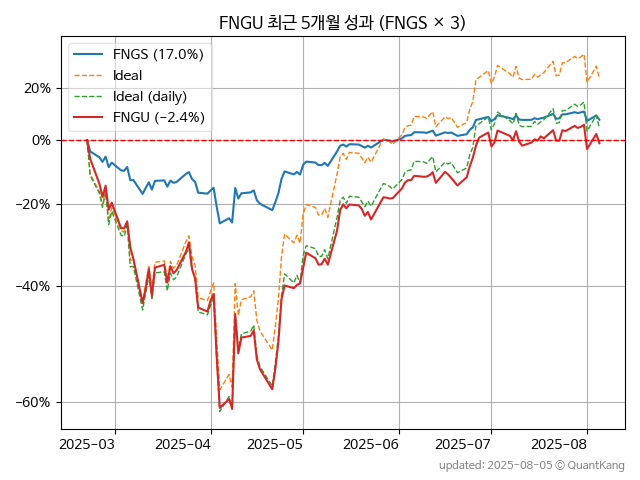 FNGU 최근 5개월 성과 (FNGS × 3)
FNGS (17.0%)
Ideal
Ideal (daily)
FNGU (−2.4%)
20%
0%
−20%
−40%
−60%
2025-03 2025-04 2025-05 2025-06 2025-07 2025-08
updated: 2025-08-05 © QuantKang